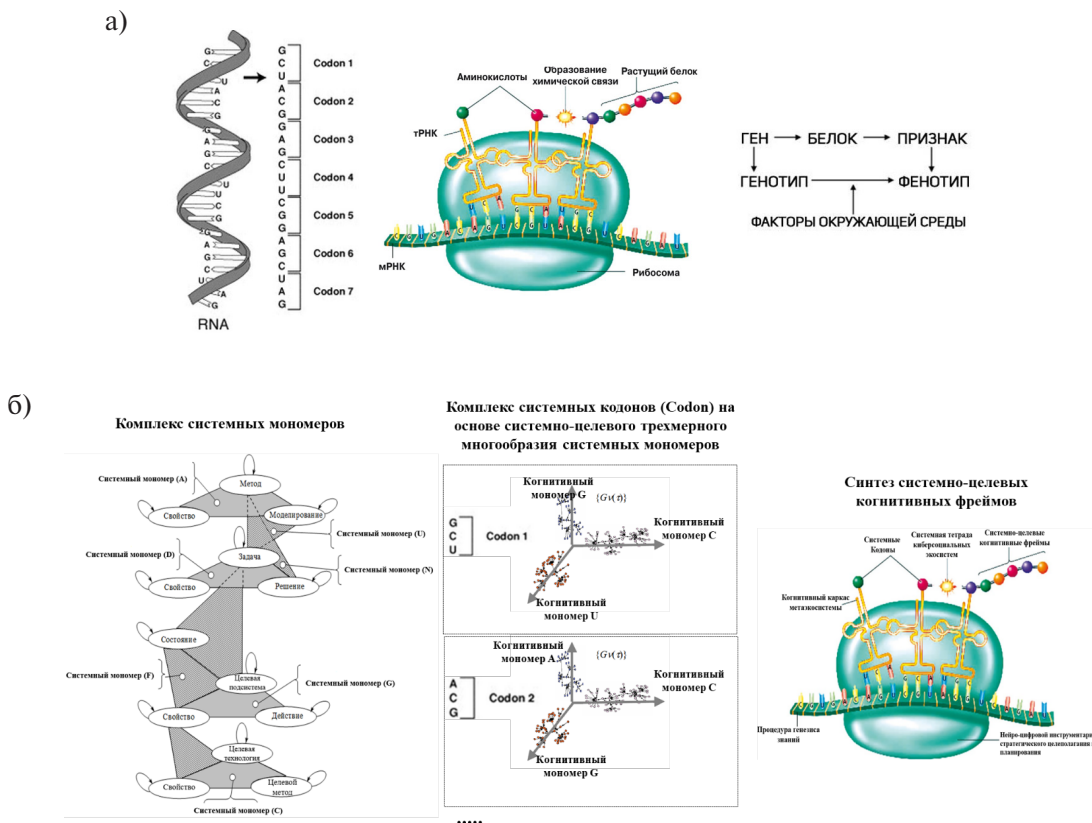 а)
G
C
U
A
C
G
G
A
G
C
U
U
C
G
G
A
G
C
U
A
G
RNA
G
C
U
Codon 1
A
C
G
Codon 2
G
A
G
Codon 3
C
U
U
Codon 4
C
G
G
Codon 5
A
G
C
Codon 6
U
A
G
Codon 7
Аминокислоты
Образование
химической связи
Растущий белок
тРНК
мРНК
Рибосома
ГЕН БЕЛОК ПРИЗНАК
ГЕНОТИП ФЕНОТИП
ФАКТОРЫ ОКРУЖАЮЩЕЙ СРЕДЫ
б)
Комплекс системных мономеров
Системный мономер (A)
Метод
Свойство
Моделирование
Системный мономер (U)
Системный мономер (D)
Задача
Системный мономер (N)
Свойство
Решение
Состояние
Системный мономер (F)
Целевая
подсистема
Системный мономер (G)
Свойство
Действие
Целевая
технология
Свойство
Целевой
метод
Системный мономер (C)
Комплекс системных кодонов (Codon) на
основе системно-целевого трехмерного
многообразия системных мономеров
G
C
U
Codon 1
Когнитивный
мономер G
{Gν(τ)}
Когнитивный
мономер C
Когнитивный
мономер U
A
C
G
Codon 2
Когнитивный
мономер A
{Gν(τ)}
Когнитивный
мономер C
Когнитивный
мономер G
.....
Синтез системно-целевых
когнитивных фреймов
Системные
Кодоны
Системная тетрада
киберсоциальных
экосистем
Системно-целевые
когнитивные фреймы
Когнитивный каркас
метаэкосистемы
Процедура генезиса
знаний
Нейро-цифровой инструментарий
стратегического целеполагания и
планирования